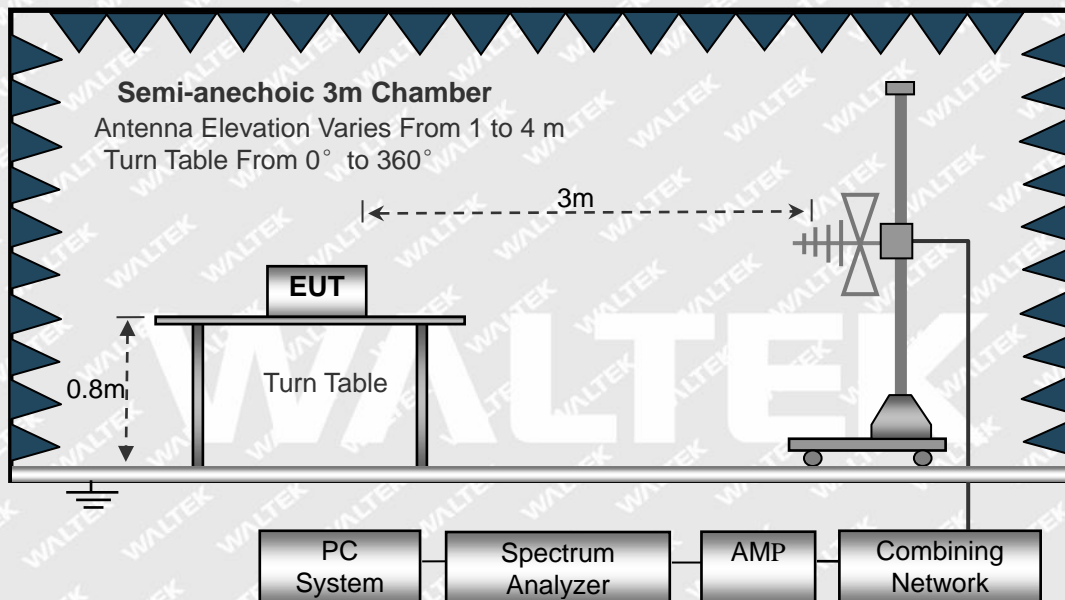 Semi-anechoic 3m Chamber
Antenna Elevation Varies From 1 to 4 m
Turn Table From 0° to 360°
3m
EUT
0.8m
Turn Table
WALTEK
PC
System
Spectrum
Analyzer
AMP
Combining
Network